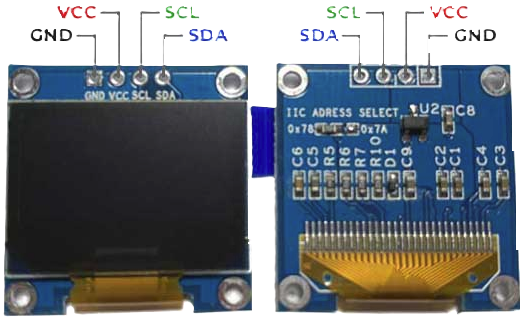 VCC SCL
GND SDA
GND VCC SCL SDA
SCL VCC
SDA GND
IIC ADRESS SELECT
0x78 0x7A
U2
C8
C6 C5 R5 R6 R7 R10 D1 C9 C2 C1 C4 C3